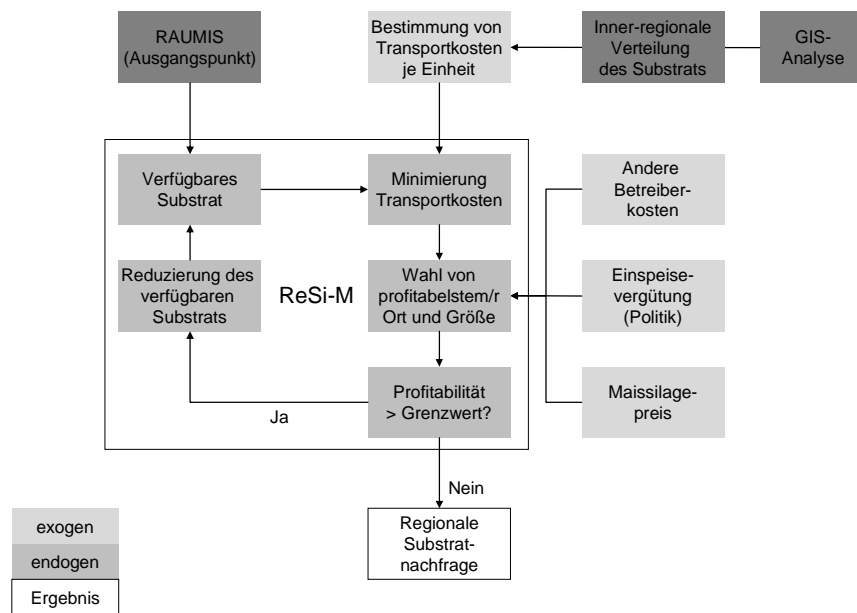 RAUMIS
(Ausgangspunkt)
Bestimmung von
Transportkosten
je Einheit
Inner-regionale
Verteilung
des Substrats
GIS-
Analyse
Verfügbares
Substrat
Minimierung
Transportkosten
Andere
Betreiber-
kosten
Reduzierung des
verfügbaren
Substrats
ReSi-M
Wahl von
profitabelstem/r
Ort und Größe
Einspeise-
vergütung
(Politik)
Profitabilität
> Grenzwert?
Maissilage-
preis
Ja
Nein
Regionale
Substrat-
nachfrage
exogen
endogen
Ergebnis